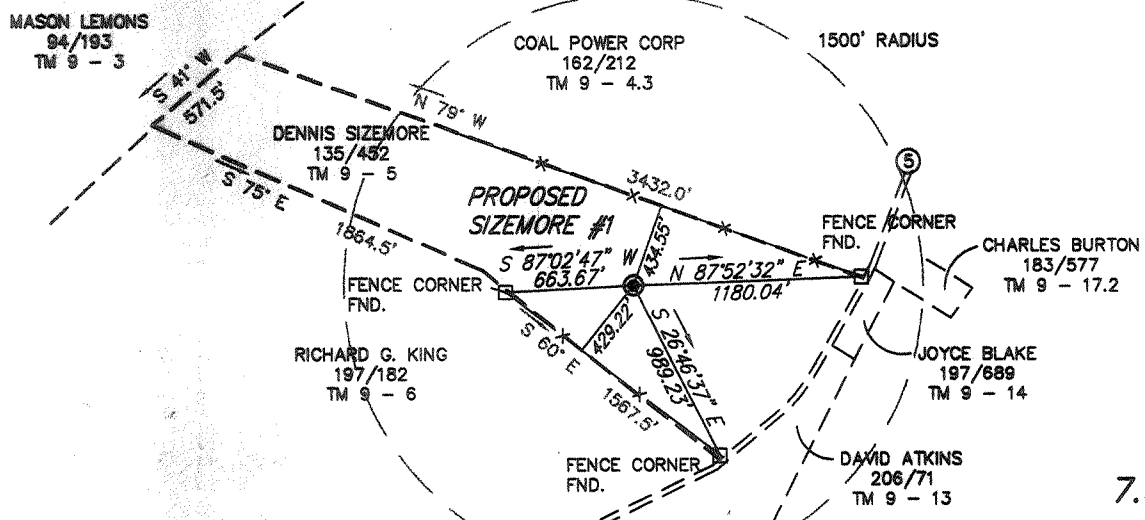 MASON LEMONS
94/193
TM 9 - 3
COAL POWER CORP
162/212
TM 9 - 4.3
1500' RADIUS
S 41° W
571.5'
N 79° W
3432.0'
DENNIS SIZEMORE
135/452
TM 9 - 5
S 75° E
1864.5'
PROPOSED
SIZEMORE #1
5
FENCE CORNER
FND.
CHARLES BURTON
183/577
TM 9 - 17.2
434.55'
S 87°02'47" W
663.67'
N 87°52'32" E
1180.04'
FENCE CORNER
FND.
S 60° E
1567.5'
429.22'
S 26°46'37" E
989.23'
RICHARD G. KING
197/182
TM 9 - 6
JOYCE BLAKE
197/689
TM 9 - 14
FENCE CORNER
FND.
DAVID ATKINS
206/71
TM 9 - 13
7.